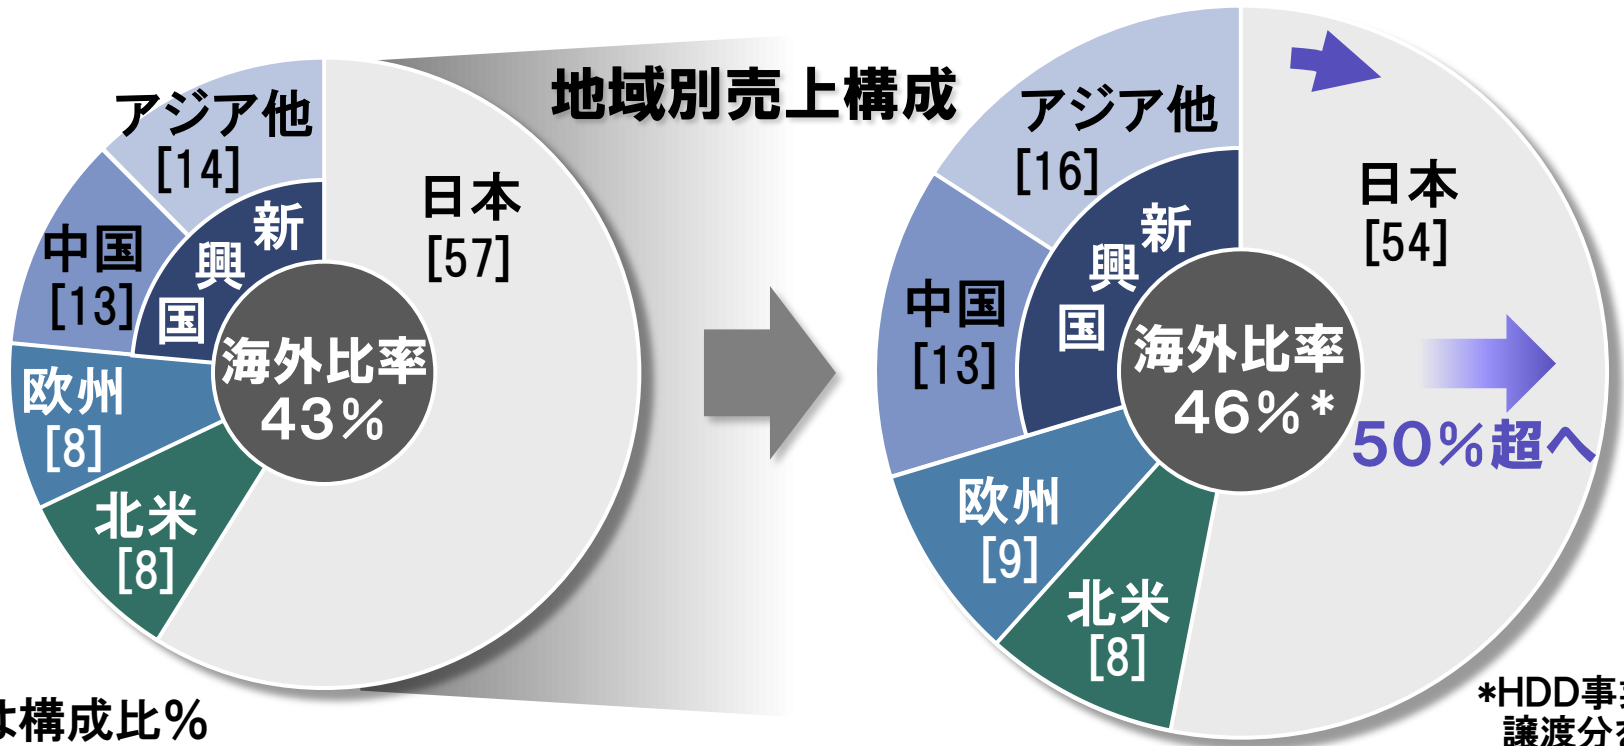 地域別売上構成
アジア他
[14]
中国
[13]
欧州
[8]
北米
[8]
日本
[57]
新興国
海外比率
43%
アジア他
[16]
中国
[13]
欧州
[9]
北米
[8]
日本
[54]
新興国
海外比率
46%*
50%超へ
は構成比%
*HDD事業
譲渡分を